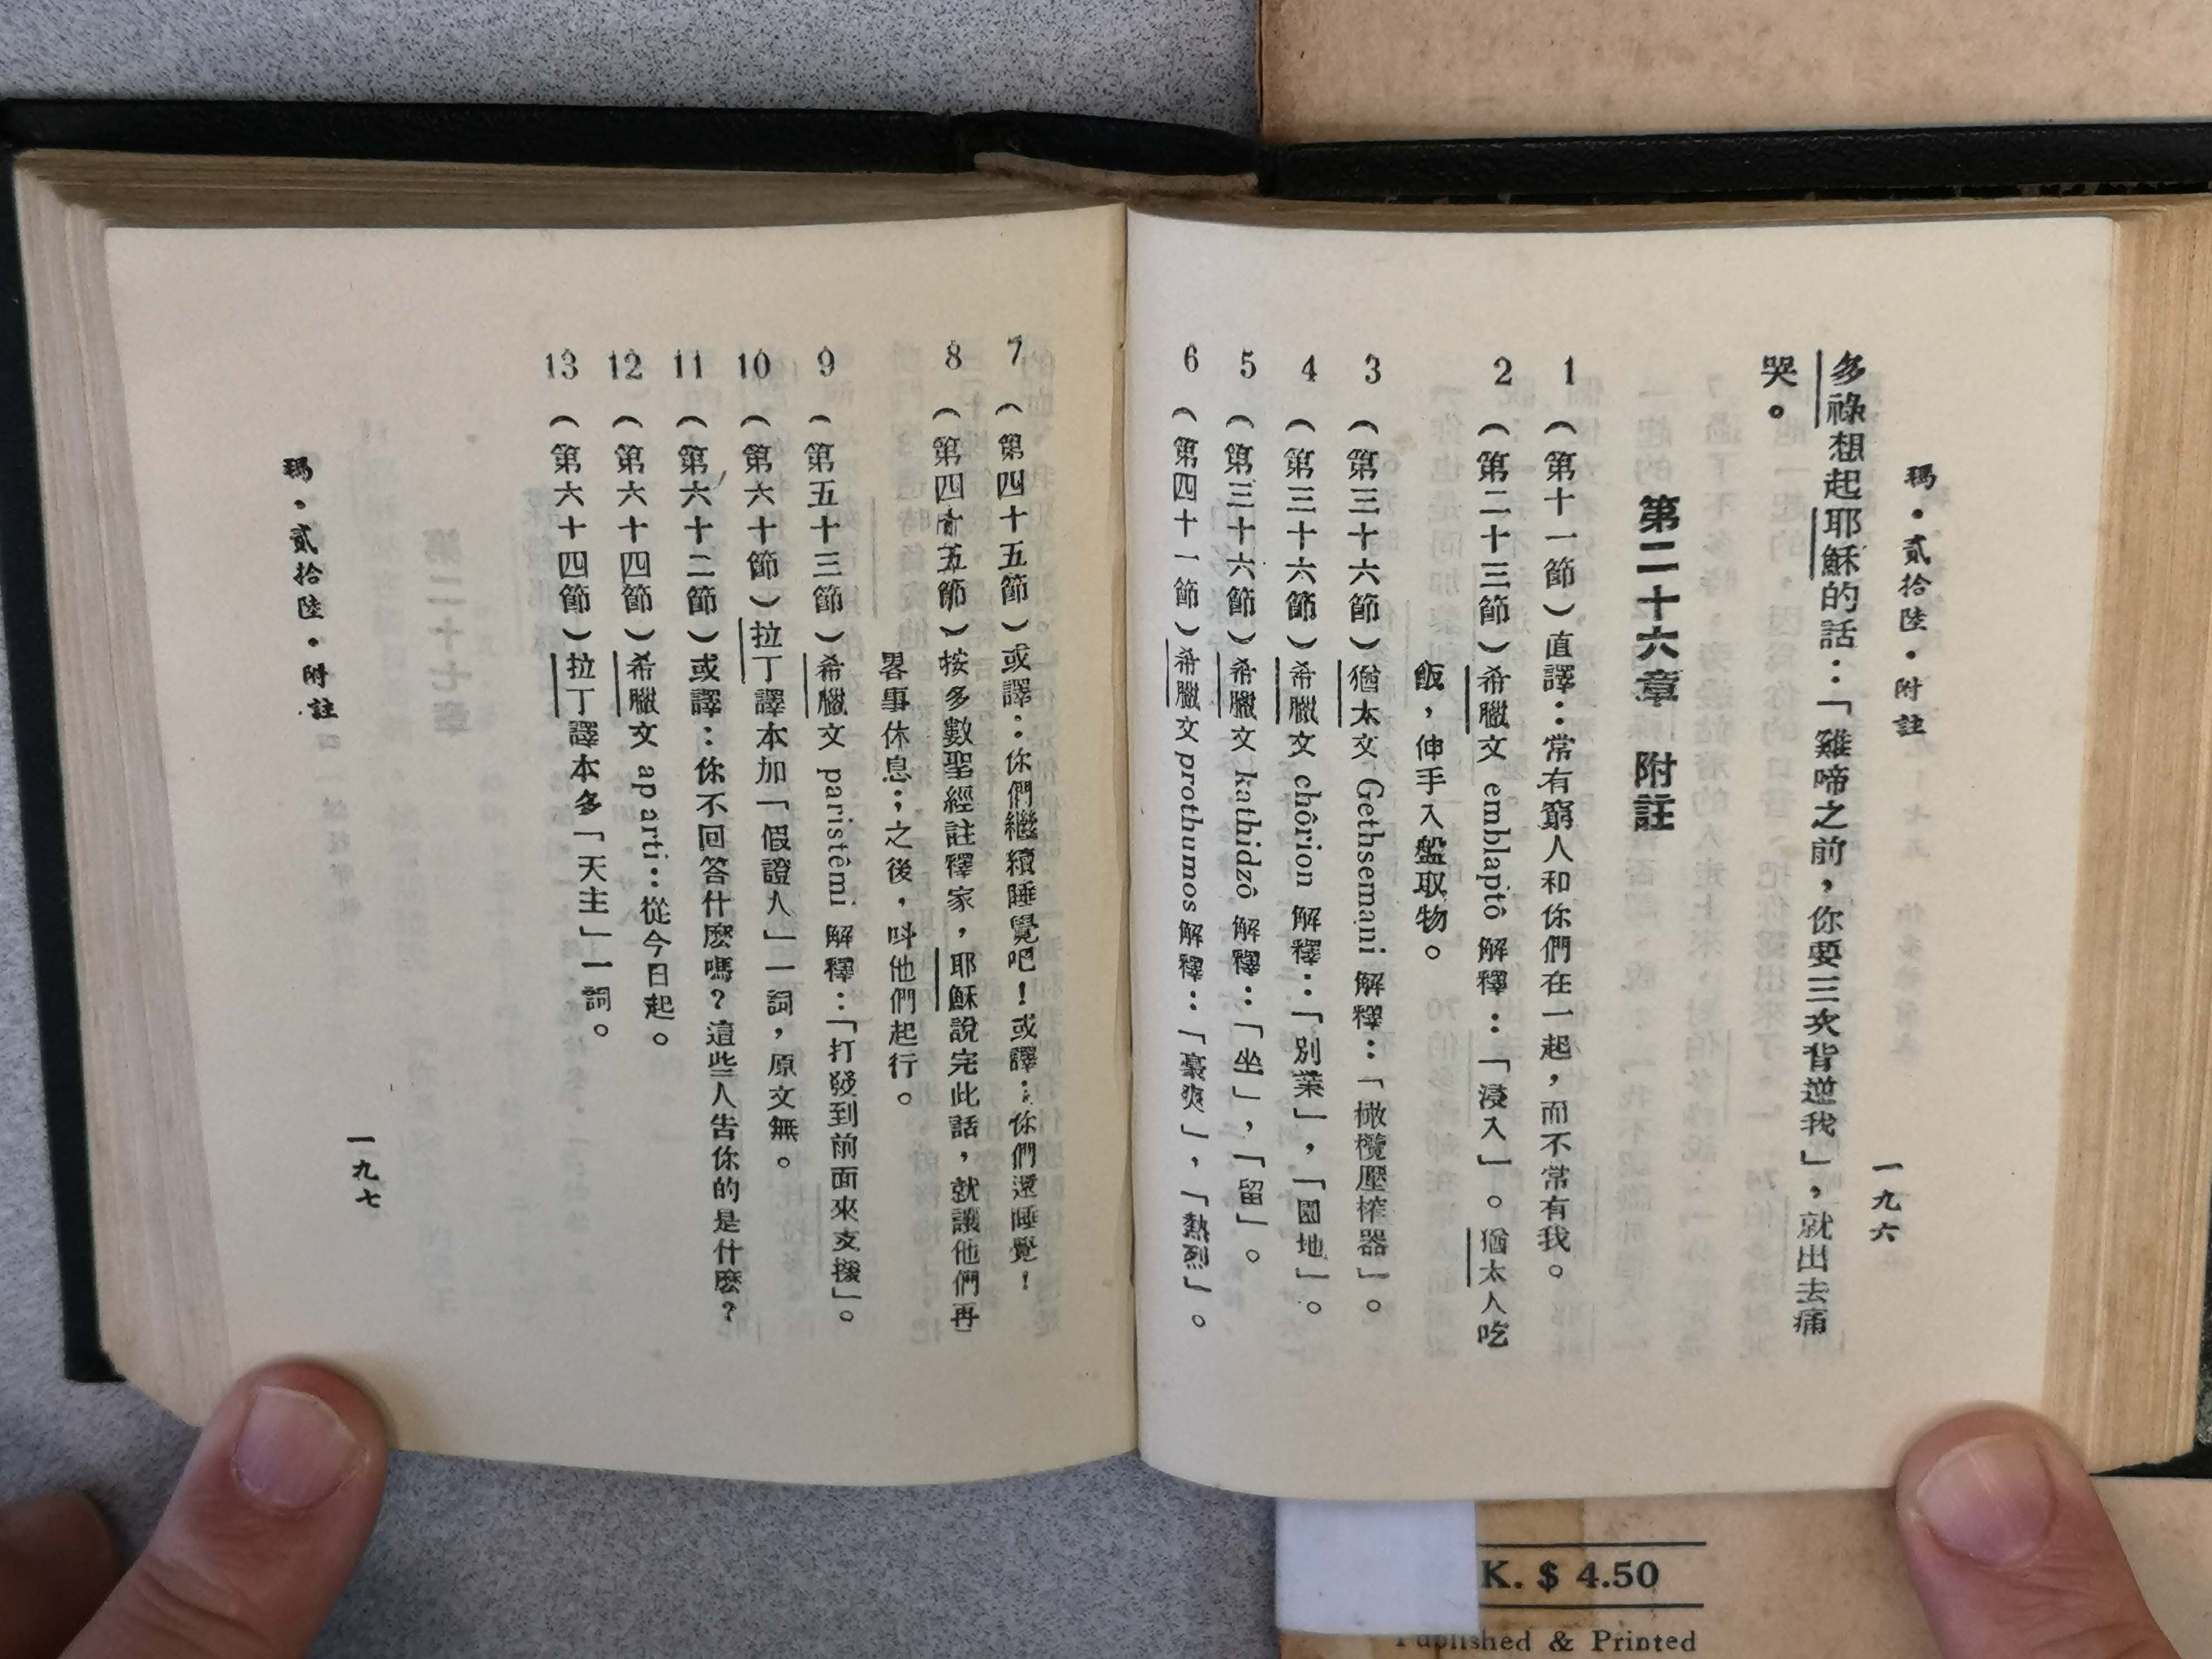 瑪・貳拾陸・附註
一九六
多祿想起耶穌的話：「雞啼之前，你要三次背逆我」，就出去痛
哭。
第二十六章　附註
1（第十一節）直譯：常有窮人和你們在一起，而不常有我。
2（第二十三節）希臘文 emblaptô 解釋：「浸入」。猶太人吃
飯，伸手入盤取物。
3（第三十六節）猶太文 Gethsemani 解釋：「橄欖壓榨器」。
4（第三十六節）希臘文 chôrion 解釋：「別業」，「園地」。
5（第三十六節）希臘文 kathidzô 解釋：「坐」，「留」。
6（第四十一節）希臘文 prothumos 解釋：「豪爽」，「熱烈」。
7（第四十五節）或譯：你們繼續睡覺吧！或譯：你們還睡覺！
8（第四十五節）按多數聖經註釋家，耶穌說完此話，就讓他們再
畧事休息；之後，叫他們起行。
9（第五十三節）希臘文 paristêmi 解釋：「打發到前面來支援」。
10（第六十節）拉丁譯本加「假證人」一詞，原文無。
11（第六十二節）或譯：你不回答什麽嗎？這些人告你的是什麽？
12（第六十四節）希臘文 ap arti：從今日起。
13（第六十四節）拉丁譯本多「天主」一詞。
瑪・貳拾陸・附註
一九七
K. $ 4.50
Published & Printed